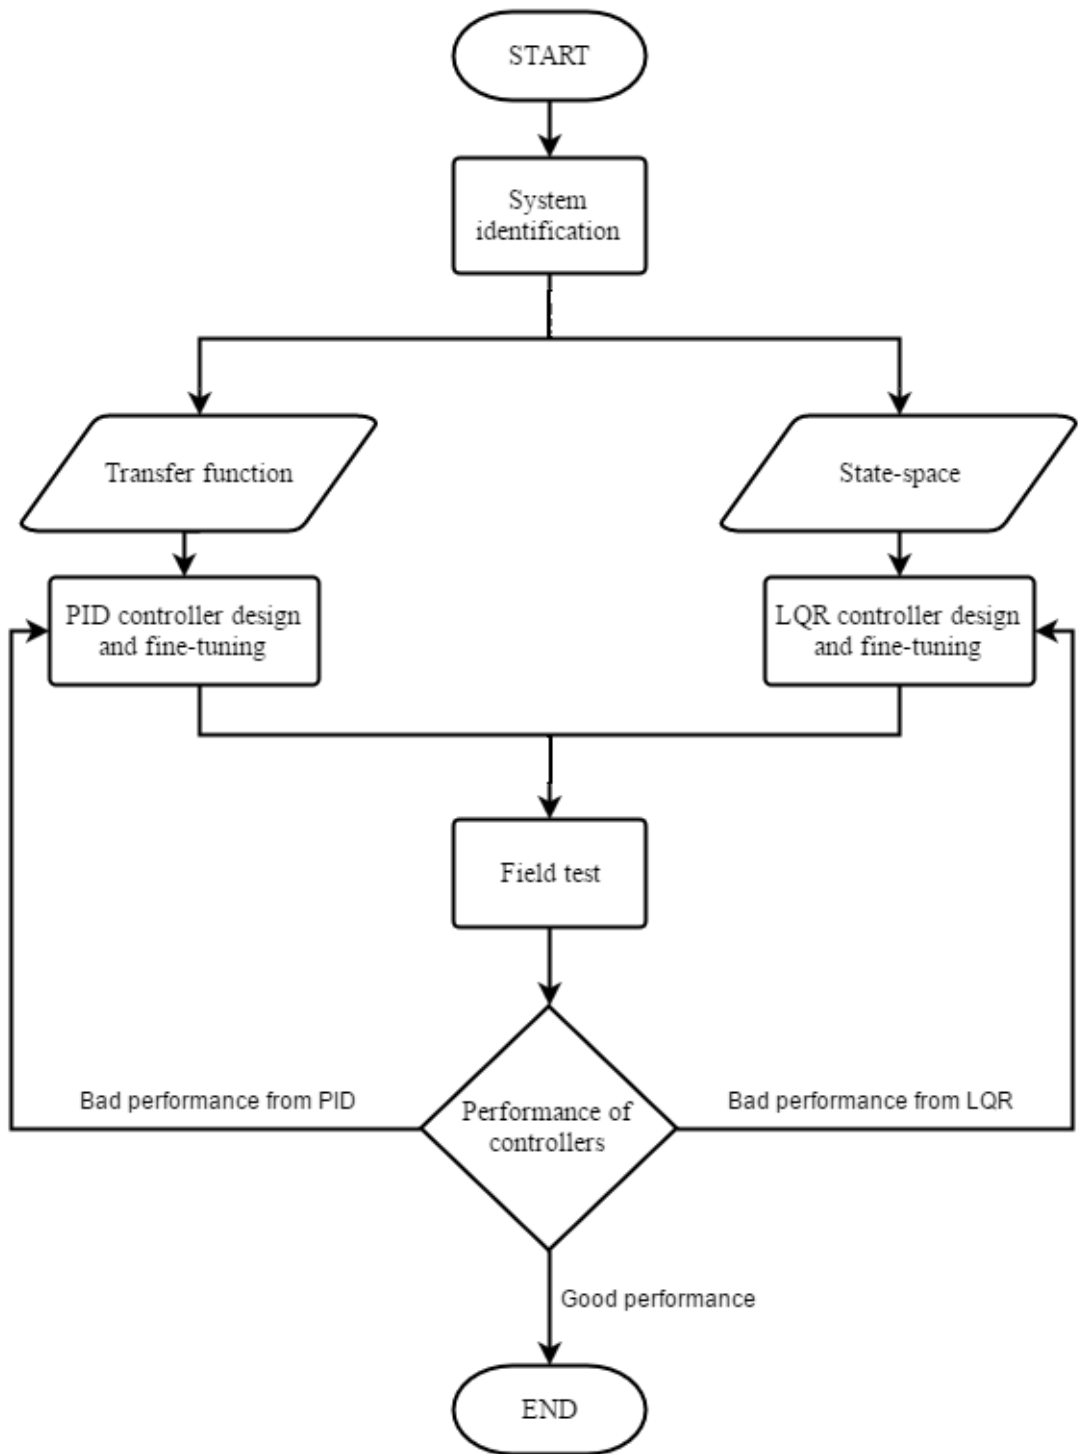 START
System
identification
Transfer function
State-space
PID controller design
and fine-tuning
LQR controller design
and fine-tuning
Field test
Bad performance from PID
Performance of
controllers
Bad performance from LQR
Good performance
END